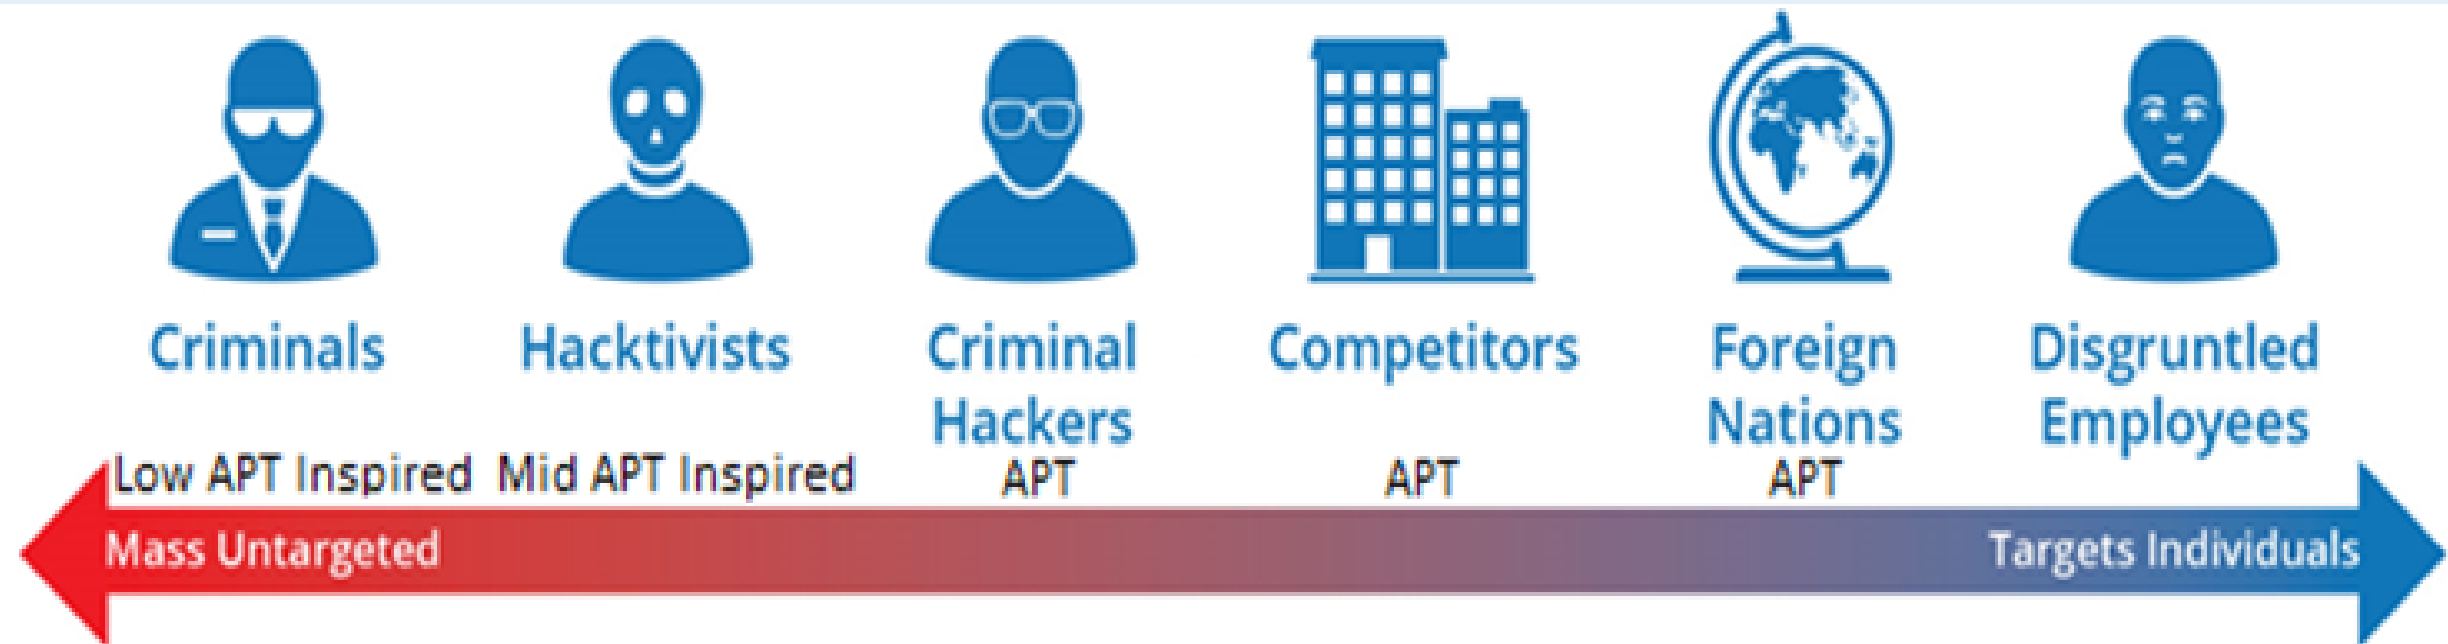 Criminals
Hacktivists
Criminal
Hackers
Competitors
Foreign
Nations
Disgruntled
Employees
Low APT Inspired
Mid APT Inspired
APT
APT
APT
Mass Untargeted
Targets Individuals